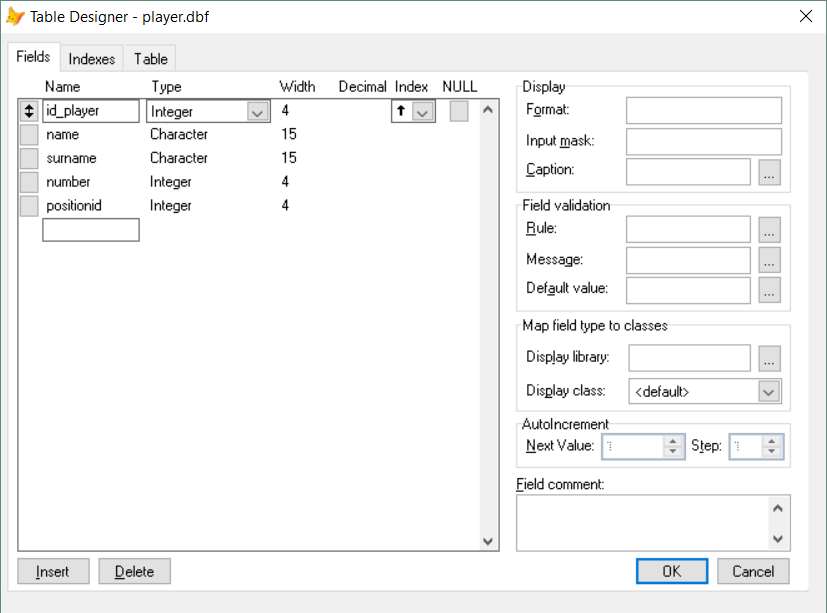 Table Designer - player.dbf
Fields Indexes Table
Name Type Width Decimal Index NULL
id_player Integer 4
name Character 15
surname Character 15
number Integer 4
positionid Integer 4
Display
Format:
Input mask:
Caption:
...
Field validation
Rule:
...
Message:
...
Default value:
...
Map field type to classes
Display library:
...
Display class: <default>
AutoIncrement
Next Value: 1 Step: 1
Field comment:
Insert Delete OK Cancel